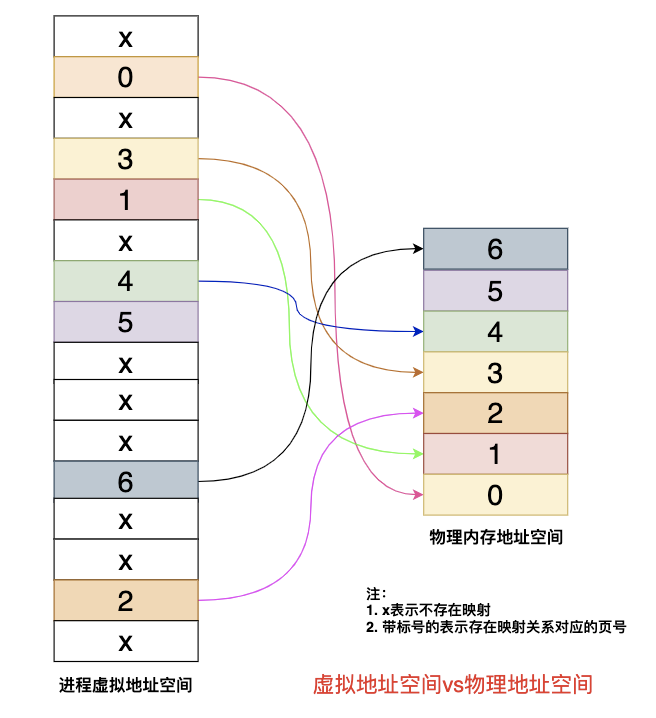 x
0
x
3
1
x
4
5
x
x
x
6
x
x
2
x
进程虚拟地址空间
6
5
4
3
2
1
0
物理内存地址空间
注：
1. x表示不存在映射
2. 带标号的表示存在映射关系对应的页号
虚拟地址空间vs物理地址空间